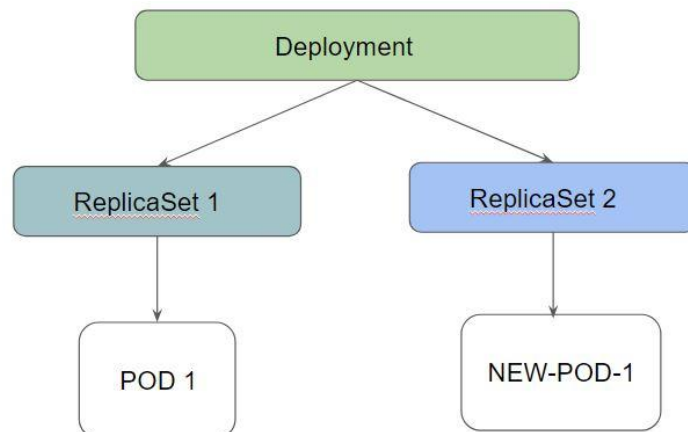 Deployment
ReplicaSet 1
ReplicaSet 2
POD 1
NEW-POD-1